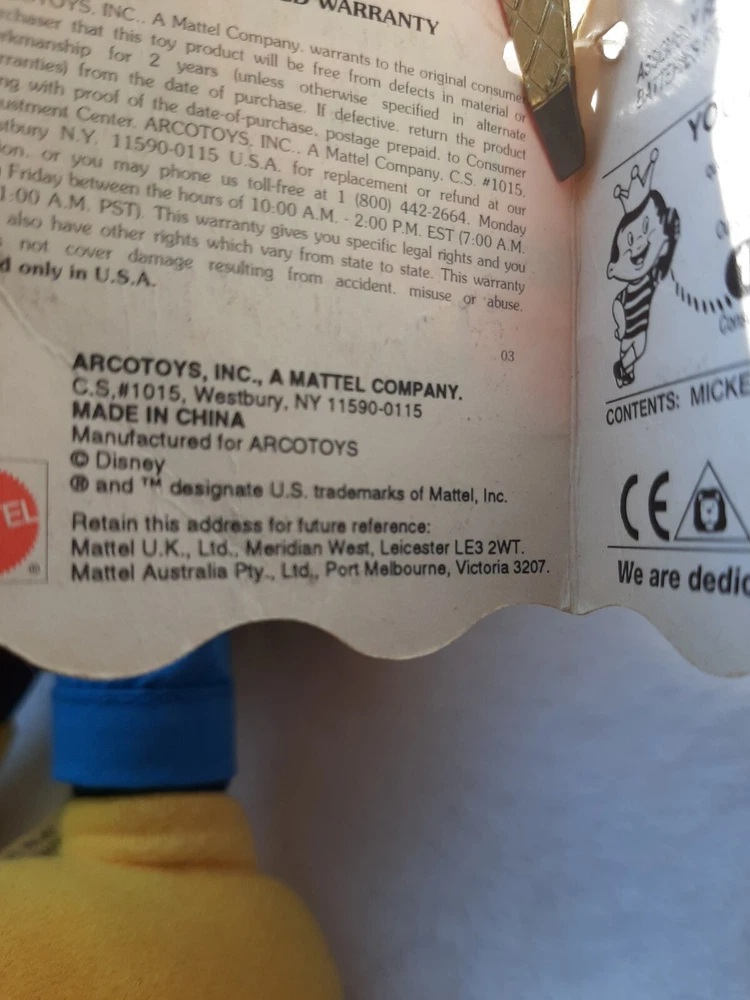 WARRANTY
INC., A Mattel Company, warrants to the original consumer
that this toy product will be free from defects in material or
for 2 years (unless otherwise specified in alternate
from the date of purchase. If defective, return the product
with proof of the date-of-purchase, postage prepaid, to Consumer
Center, ARCOTOYS, INC., A Mattel Company, C.S. #1015,
N.Y. 11590-0115 U.S.A. for replacement or refund at our
or you may phone us toll-free at 1 (800) 442-2664, Monday
Friday between the hours of 10:00 A.M. - 2:00 P.M. EST (7:00 A.M.
1:00 A.M. PST). This warranty gives you specific legal rights and you
also have other rights which vary from state to state. This warranty
not cover damage resulting from accident, misuse or abuse.
only in U.S.A.
03
ARCOTOYS, INC., A MATTEL COMPANY.
C.S,#1015, Westbury, NY 11590-0115
MADE IN CHINA
Manufactured for ARCOTOYS
© Disney
® and ™ designate U.S. trademarks of Mattel, Inc.
Retain this address for future reference:
Mattel U.K., Ltd., Meridian West, Leicester LE3 2WT.
Mattel Australia Pty., Ltd., Port Melbourne, Victoria 3207.
®
CONTENTS: MICKE
CE
We are dedic